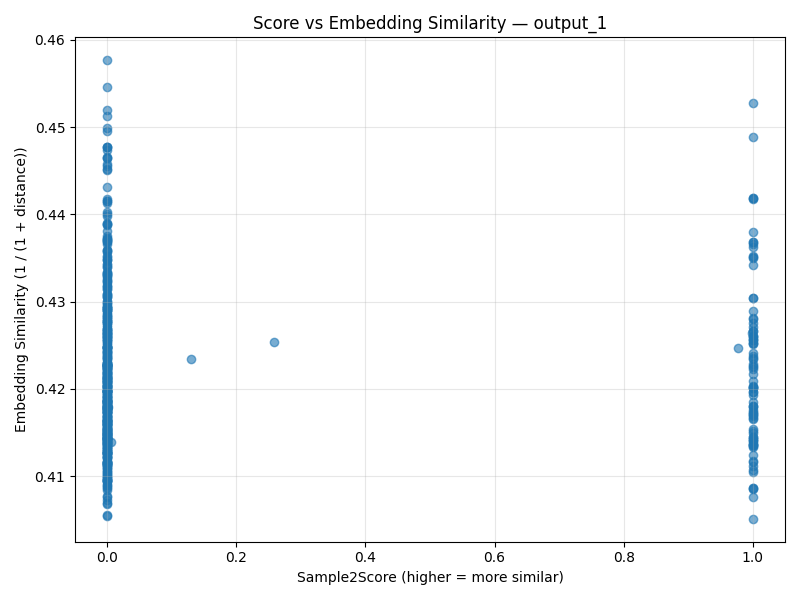 Score vs Embedding Similarity — output_1
Embedding Similarity (1 / (1 + distance))
0.46
0.45
0.44
0.43
0.42
0.41
0.0 0.2 0.4 0.6 0.8 1.0
Sample2Score (higher = more similar)